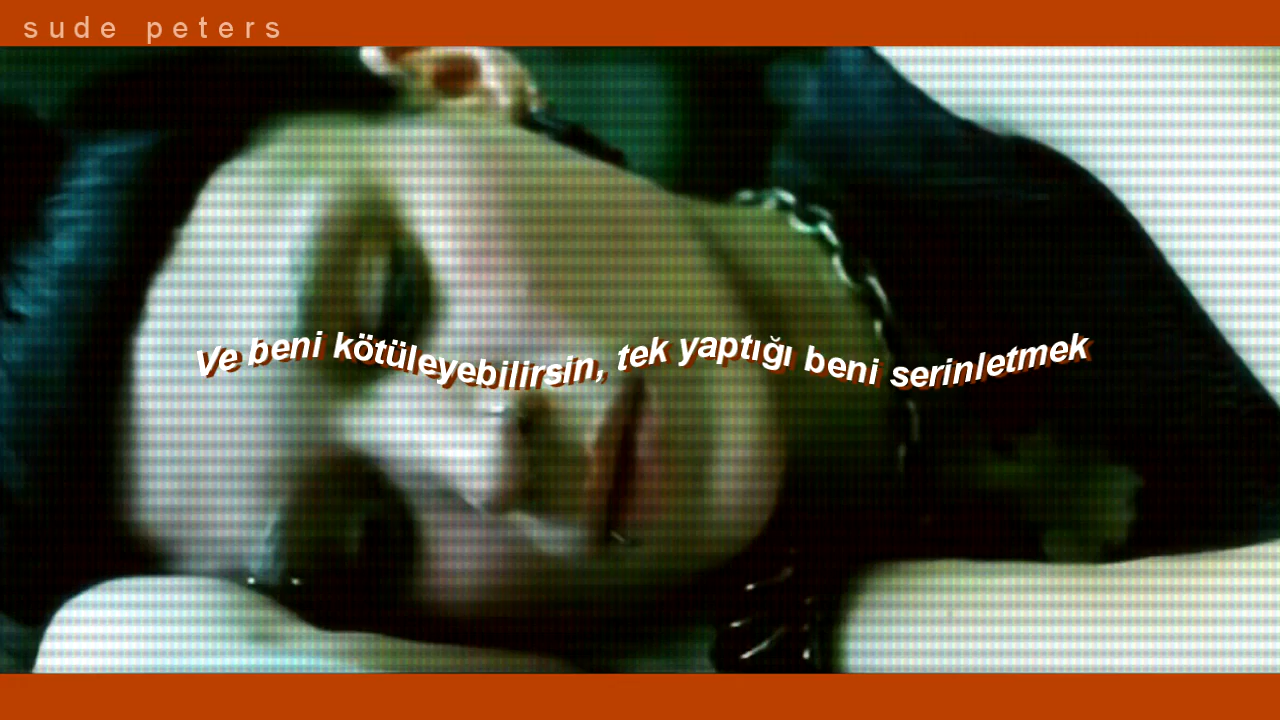 sude peters
Ve beni kötüleyebilirsin, tek yaptığı beni serinletmek